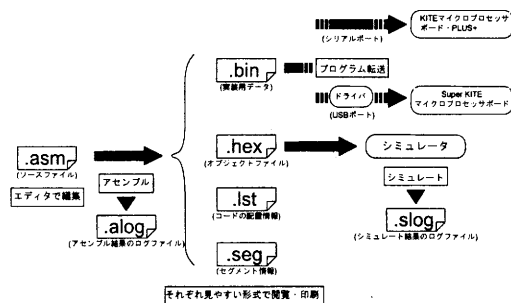 KITEマイクロプロセッサ
ボード・PLUS+
(シリアルポート)
.bin
(実装用データ)
プログラム転送
ドライバ
(USBポート)
Super KITE
マイクロプロセッサボード
.asm
(ソースファイル)
エディタで編集
アセンブル
.alog
(アセンブル結果のログファイル)
.hex
(オブジェクトファイル)
シミュレータ
シミュレート
.slog
(シミュレート結果のログファイル)
.lst
(コードの配置情報)
.seg
(セグメント情報)
それぞれ見やすい形式で閲覧・印刷